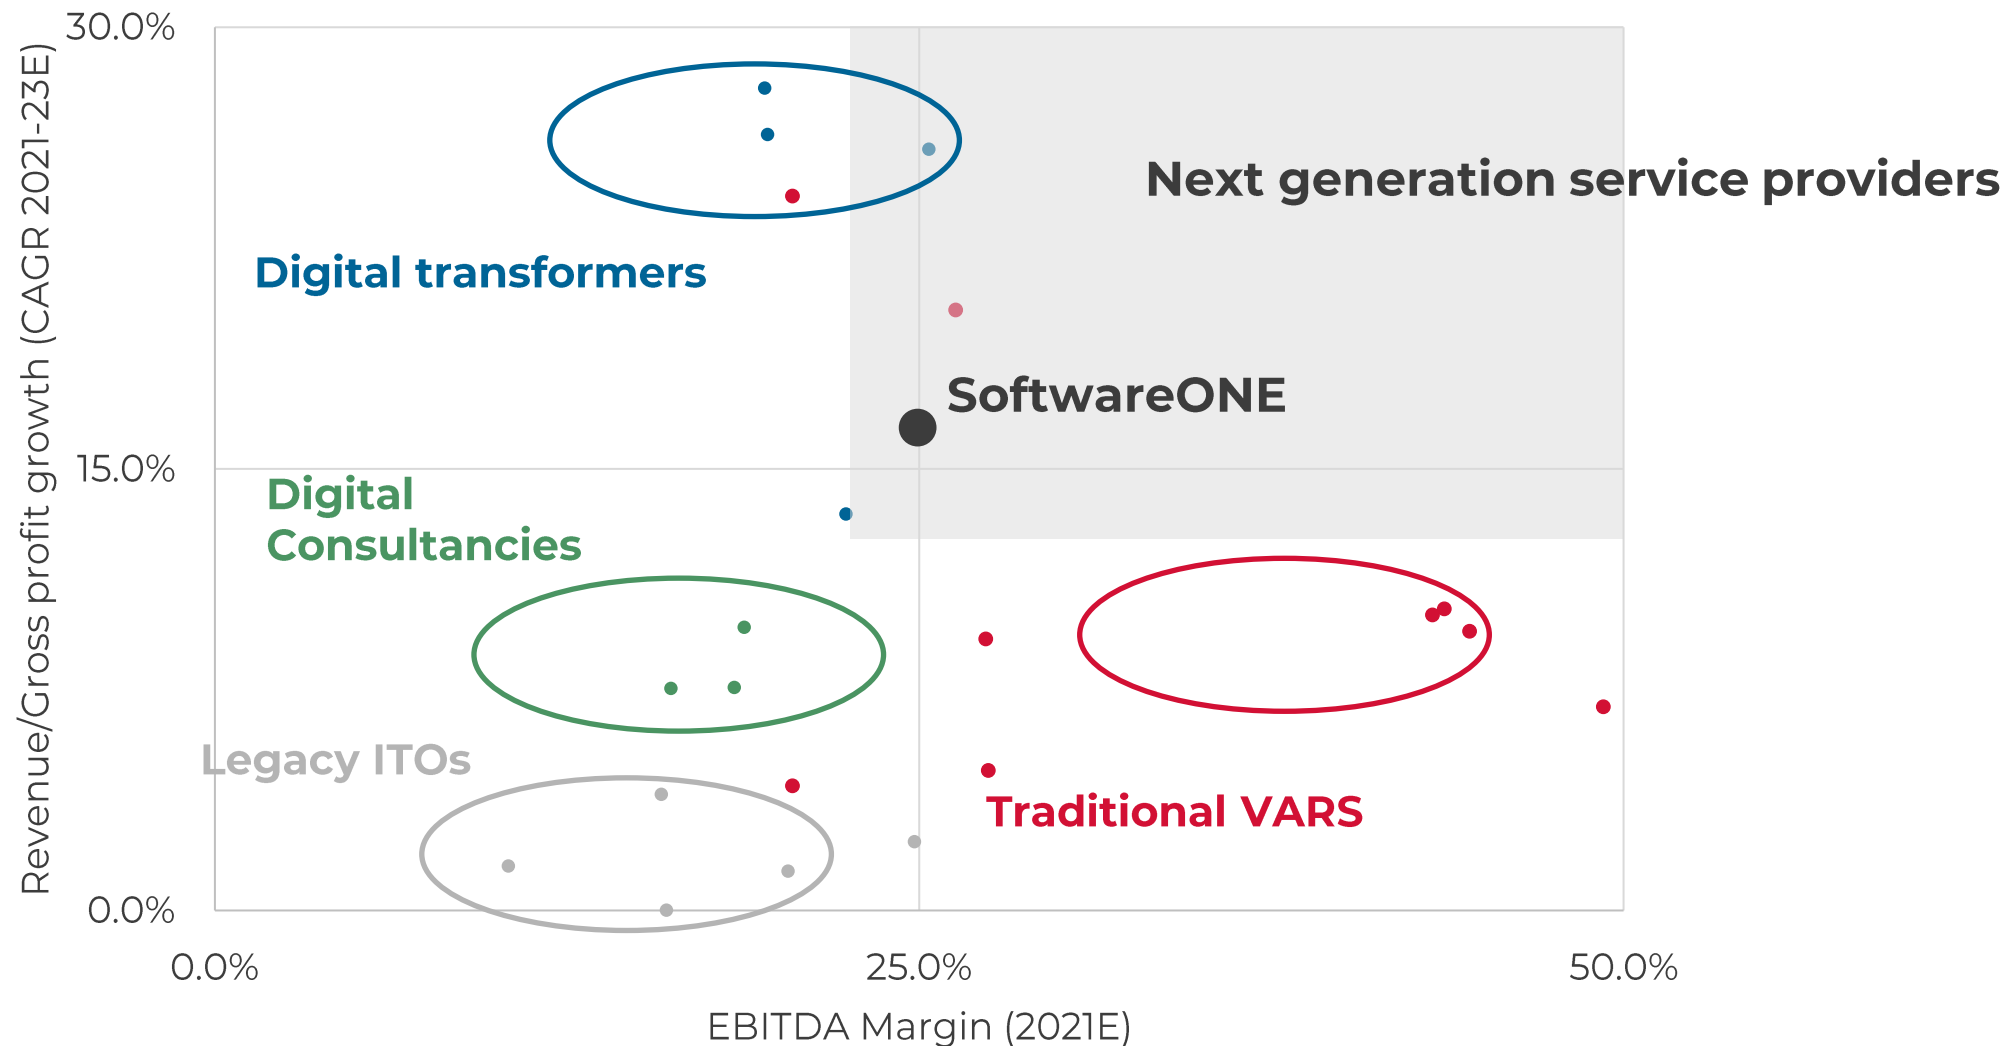 30.0%
Next generation service providers
Digital transformers
SoftwareONE
15.0%
Digital
Consultancies
Legacy ITOs
Traditional VARS
0.0%
0.0%
25.0%
50.0%
EBITDA Margin (2021E)
Revenue/Gross profit growth (CAGR 2021-23E)